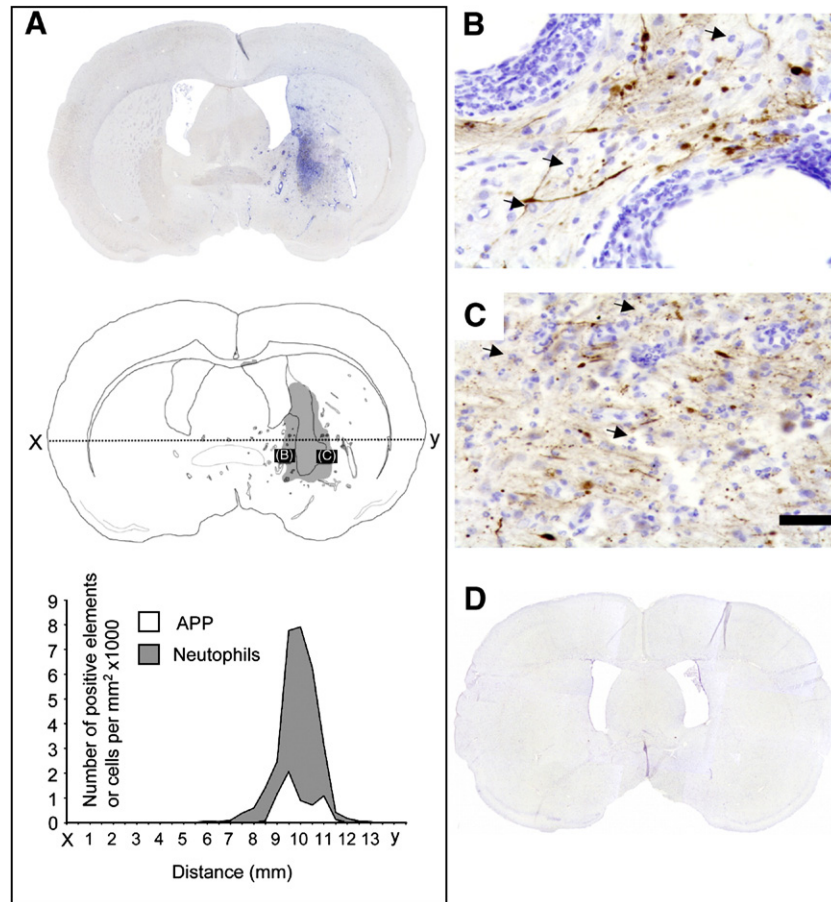 A
X
y
(B)
(C)
Number of positive elements
or cells per mm² x1000
9
8
7
6
5
4
3
2
1
0
APP
Neutophils
X 1 2 3 4 5 6 7 8 9 10 11 12 13 y
Distance (mm)
B
C
D